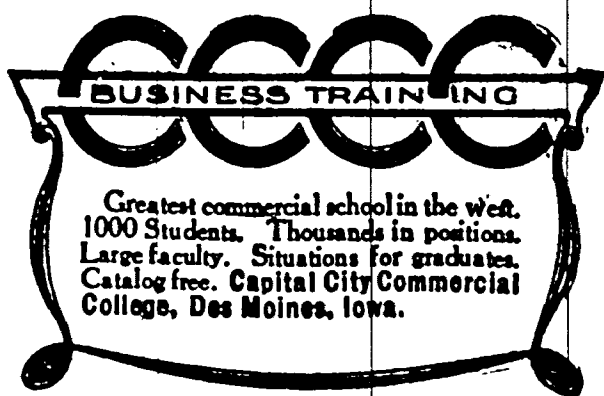 CCCC
BUSINESS TRAINING
Greatest commercial school in the west.
1000 Students. Thousands in positions.
Large faculty. Situations for graduates.
Catalog free. Capital City Commercial
College, Des Moines, Iowa.